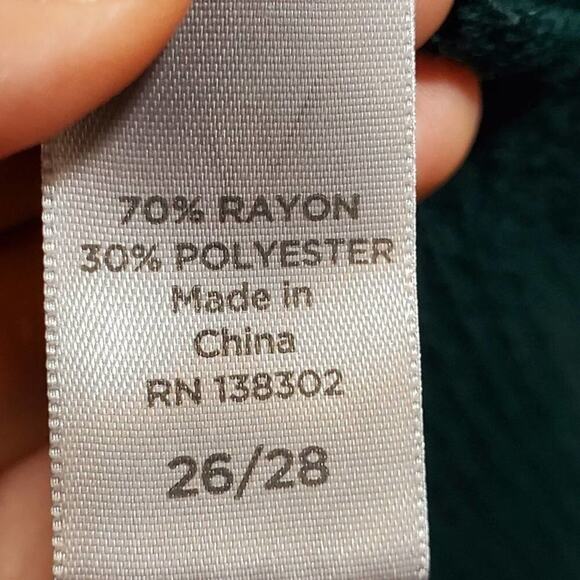 70% RAYON
30% POLYESTER
Made in
China
RN 138302
26/28